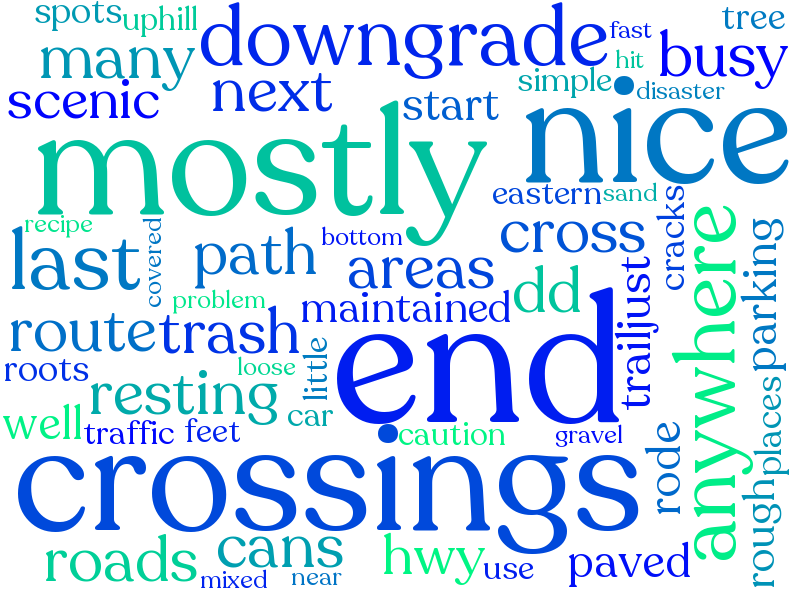 spots
uphill
downgrade
fast
tree
many
hit
busy
scenic
next
start
simple
disaster
mostly
nice
eastern
sand
cracks
recipe
covered
last
path
bottom
cross
areas
anywhere
parking
problem
maintained
dd
just
route
trash
end
trail
roots
loose
little
resting
car
well
traffic
feet
caution
gravel
rode
places
crossings
rough
roads
cans
hwy
use
paved
mixed
near